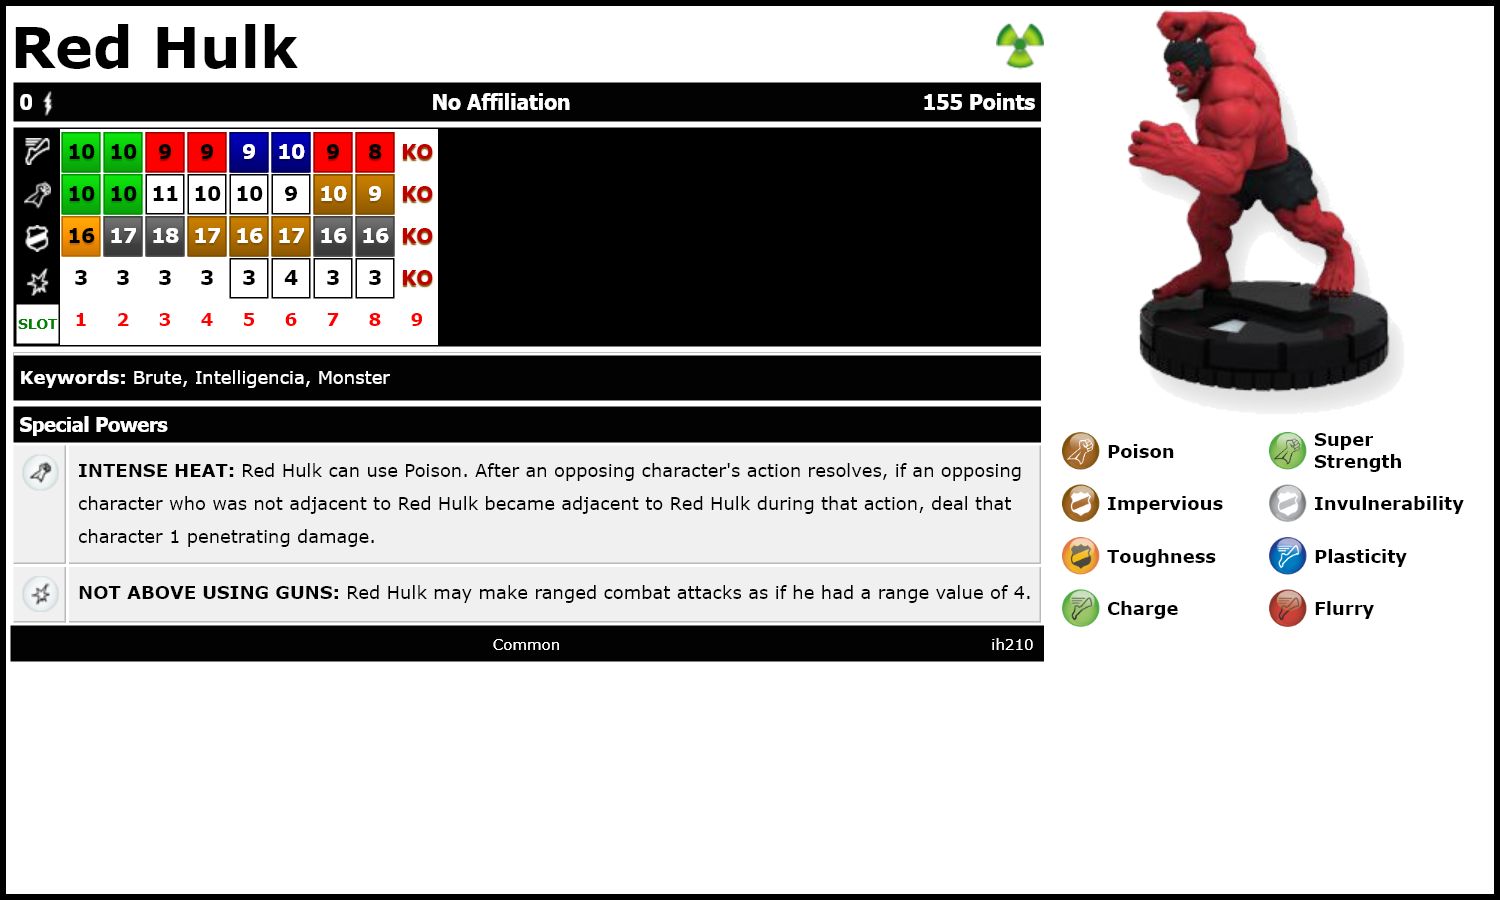 Red Hulk
0 No Affiliation 155 Points
10 10 9 9 9 10 9 8 KO
10 10 11 10 10 9 10 9 KO
16 17 18 17 16 17 16 16 KO
3 3 3 3 3 4 3 3 KO
SLOT 1 2 3 4 5 6 7 8 9
Keywords: Brute, Intelligencia, Monster
Special Powers
INTENSE HEAT: Red Hulk can use Poison. After an opposing character's action resolves, if an opposing
character who was not adjacent to Red Hulk became adjacent to Red Hulk during that action, deal that
character 1 penetrating damage.
NOT ABOVE USING GUNS: Red Hulk may make ranged combat attacks as if he had a range value of 4.
Common ih210
Poison
Super
Strength
Impervious
Invulnerability
Toughness
Plasticity
Charge
Flurry